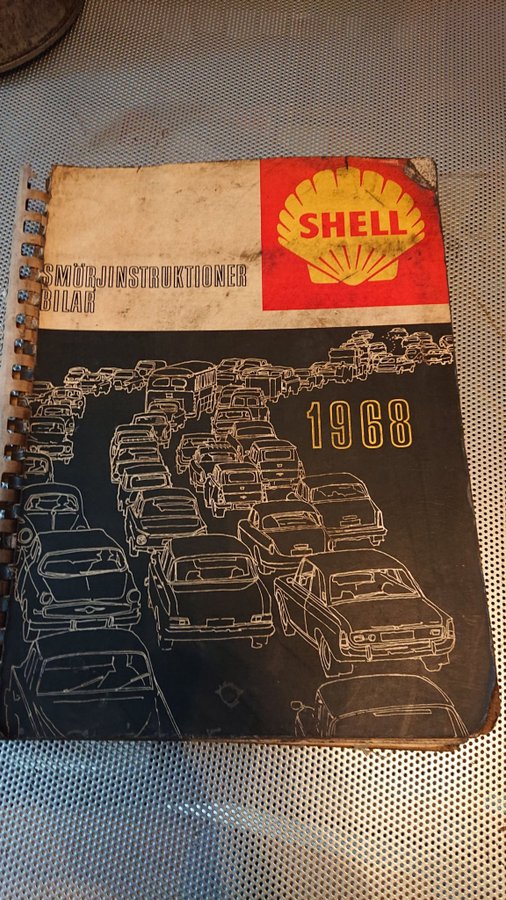 SHELL
SMÖRJINSTRUKTIONER
BILAR
1968